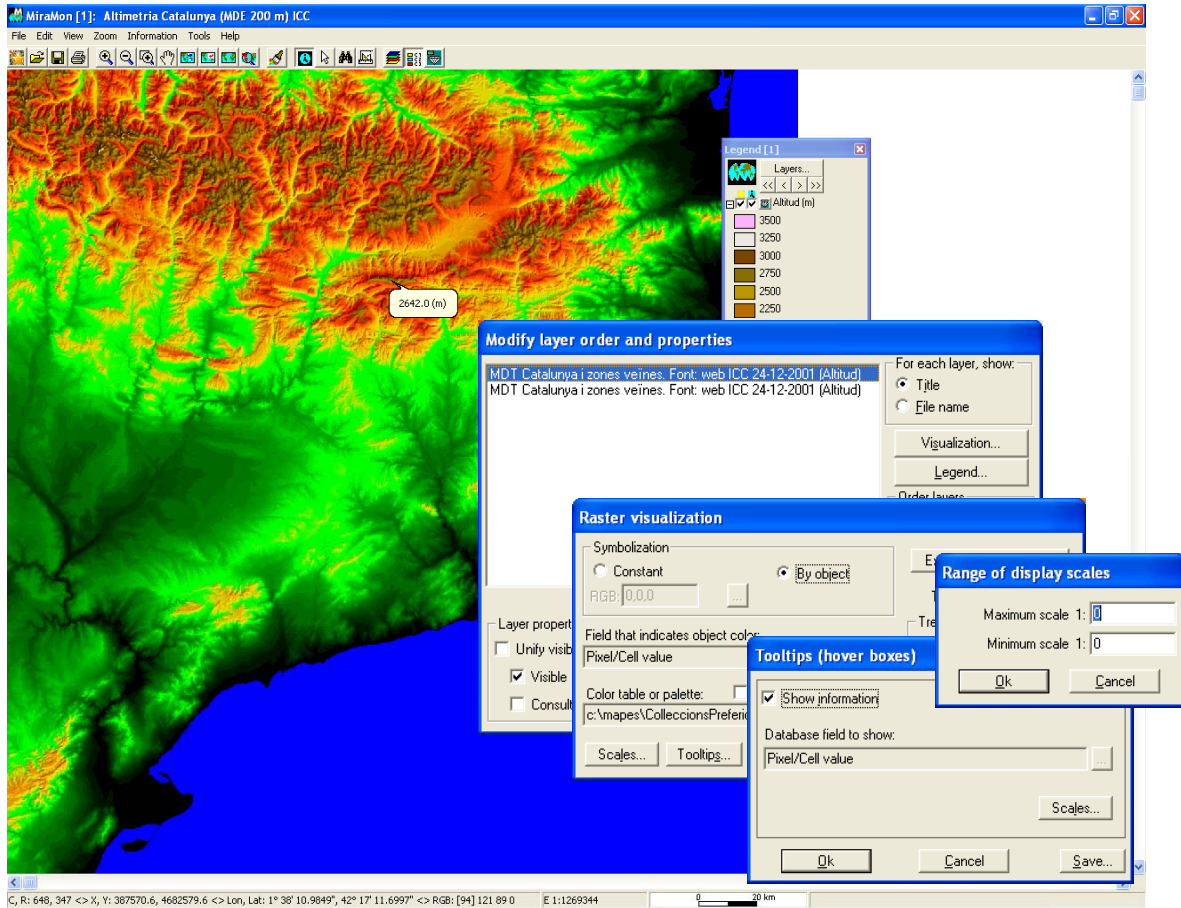 MiraMon [1]: Altimetria Catalunya (MDE 200 m) ICC
File Edit View Zoom Information Tools Help
Legend [1]
Layers...
<< < > >>
Altitud (m)
3500
3250
3000
2750
2500
2250
2642.0 (m)
Modify layer order and properties
MDT Catalunya i zones veïnes. Font: web ICC 24-12-2001 (Altitud)
MDT Catalunya i zones veïnes. Font: web ICC 24-12-2001 (Altitud)
For each layer, show:
Title
File name
Visualization...
Legend...
Order layers
Layer propert
Unify visib
Visible
Consult
Raster visualization
Symbolization
Constant
By object
RGB: 0,0,0
...
Field that indicates object color:
Pixel/Cell value
Color table or palette:
c:\mapes\ColleccionsPreferid
Scales... Tooltips...
Tre
Range of display scales
Maximum scale 1: 0
Minimum scale 1: 0
Ok Cancel
Tooltips (hover boxes)
Show information
Database field to show:
Pixel/Cell value
...
Scales...
Ok Cancel Save...
C, R: 648, 347 <> X, Y: 387570.6, 4682579.6 <> Lon, Lat: 1° 38' 10.9849", 42° 17' 11.6997" <> RGB: [94] 121 89 0 E 1:1269344 0 20 km